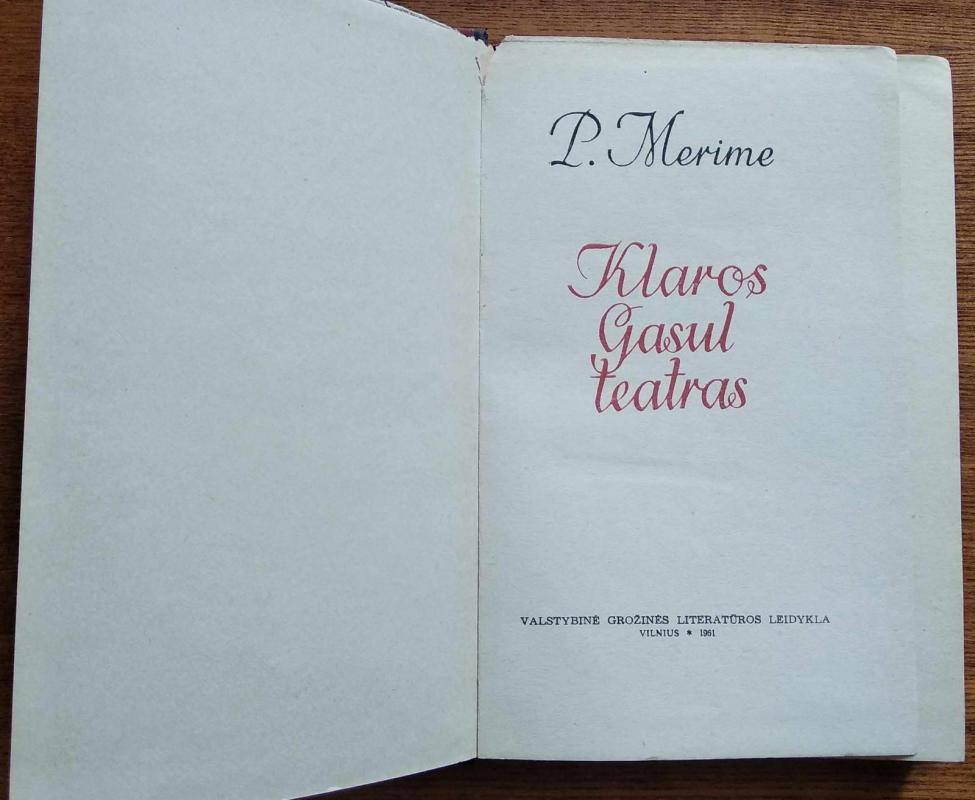 P. Merime
Klaros
Gasul
teatras
VALSTYBINĖ GROŽINĖS LITERATŪROS LEIDYKLA
VILNIUS * 1961